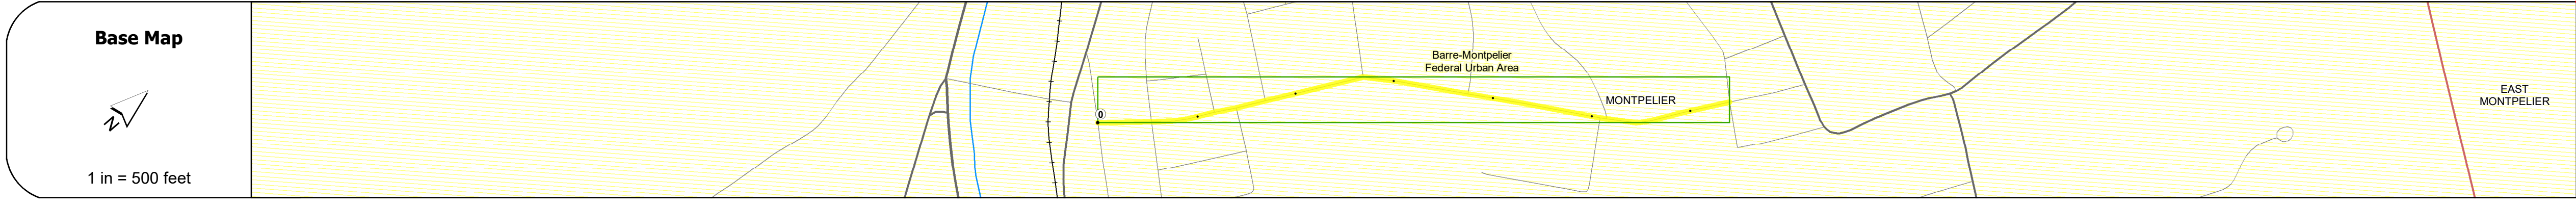 Base Map
N
1 in = 500 feet
0
Barre-Montpelier
Federal Urban Area
MONTPELIER
EAST
MONTPELIER